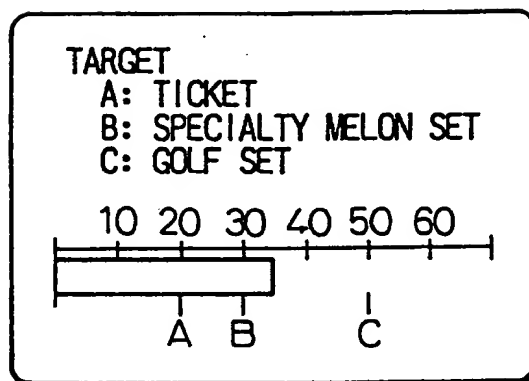 TARGET
A: TICKET
B: SPECIALTY MELON SET
C: GOLF SET
10 20 30 40 50 60
A B C